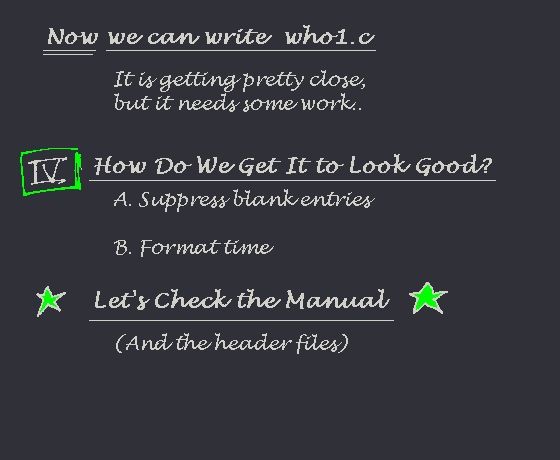 Now we can write who1.c
It is getting pretty close,
but it needs some work..
IV. How Do We Get It to Look Good?
A. Suppress blank entries
B. Format time
Let's Check the Manual
(And the header files)